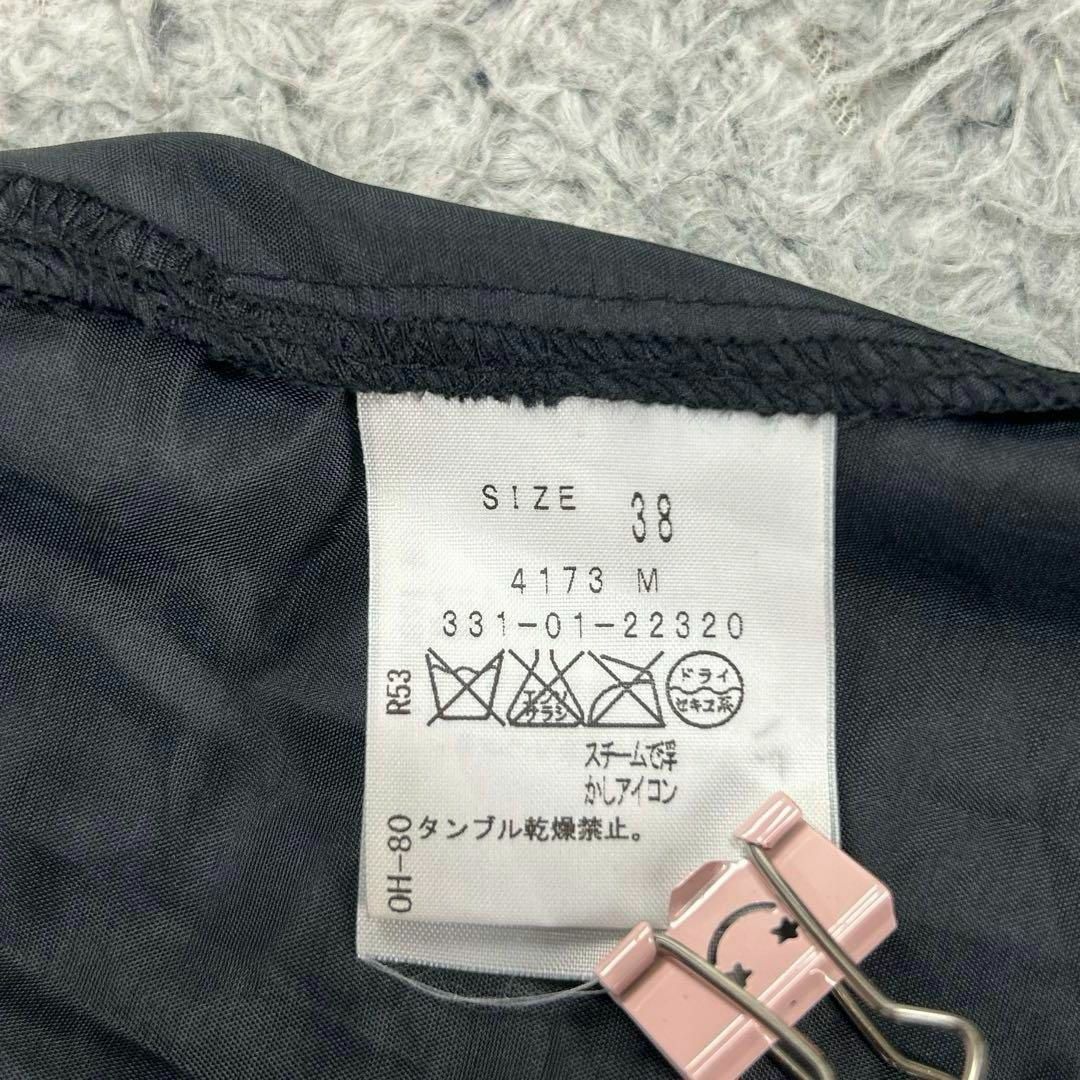 SIZE 38
4173 M
331-01-22320
R53
エンソ
サラシ
ドライ
セキユ系
スチームで浮
かしアイコン
OH-80
タンブル乾燥禁止。